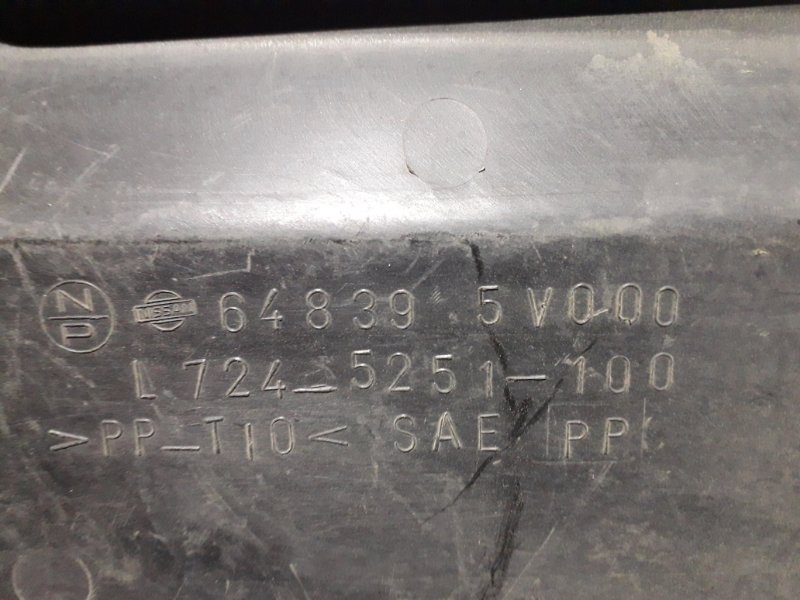 N
P NISSAN 64839 5V000
L724-5251-100
>PP-T10< SAE PP